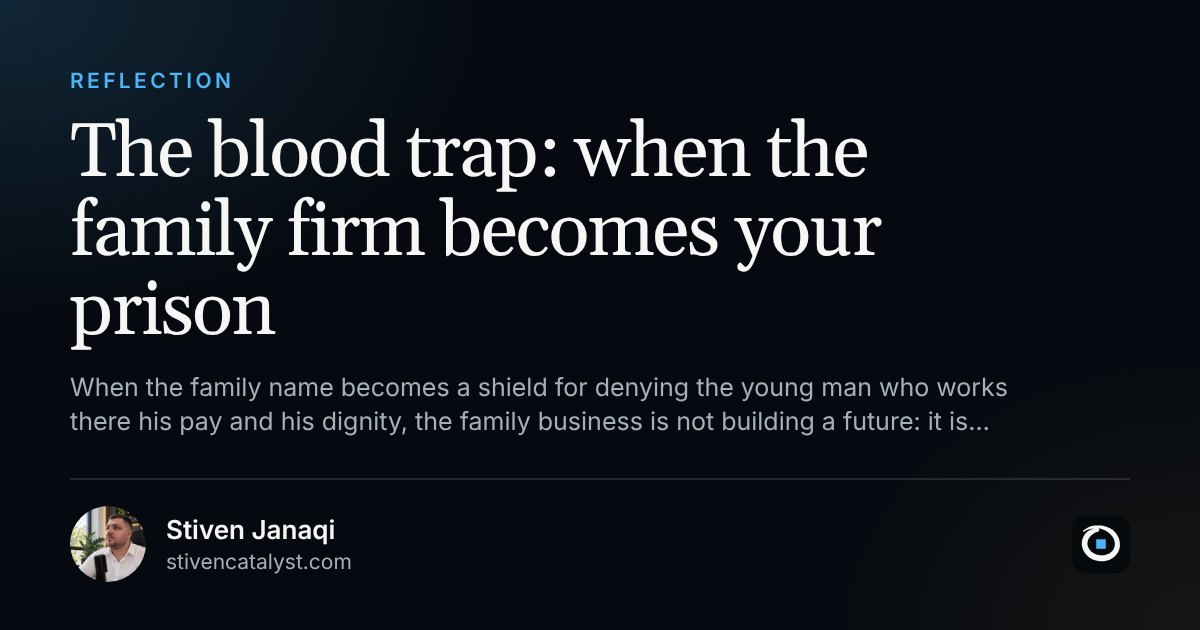 REFLECTION
The blood trap: when the
family firm becomes your
prison
When the family name becomes a shield for denying the young man who works
there his pay and his dignity, the family business is not building a future: it is...
Stiven Janaqi
stivencatalyst.com